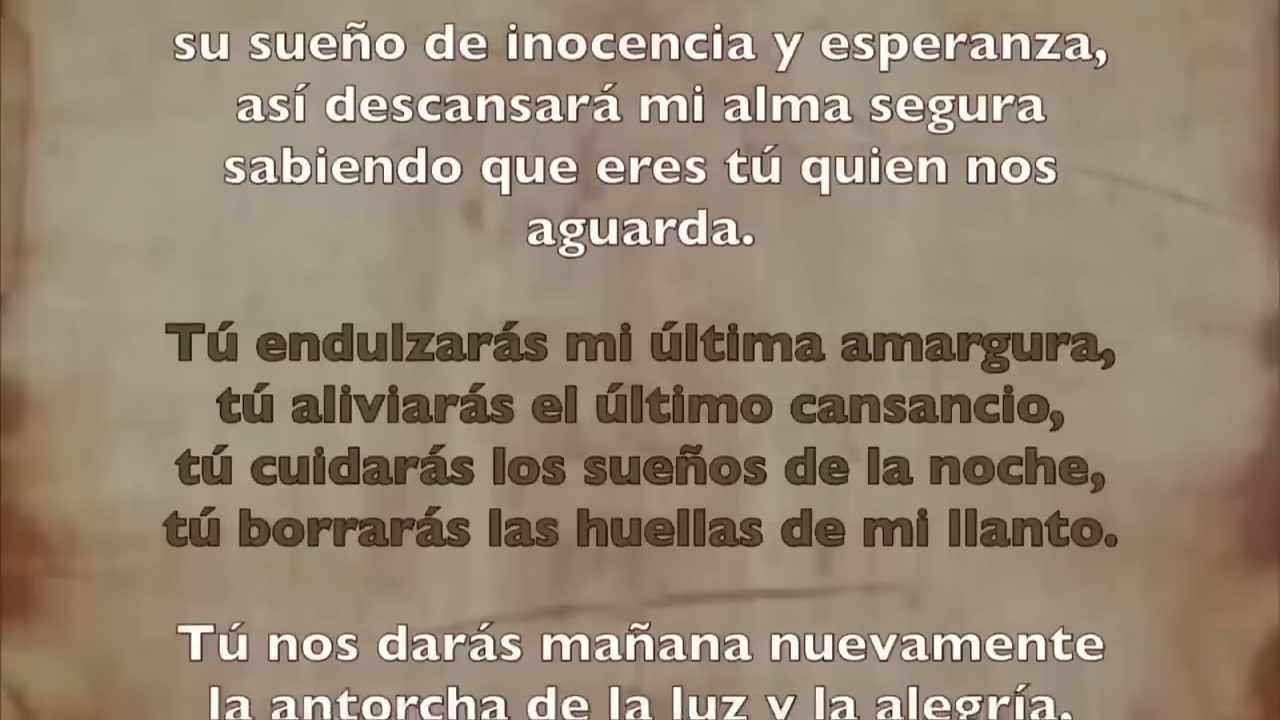 su sueño de inocencia y esperanza,
así descansará mi alma segura
sabiendo que eres tú quien nos
aguarda.
Tú endulzarás mi última amargura,
tú aliviarás el último cansancio,
tú cuidarás los sueños de la noche,
tú borrarás las huellas de mi llanto.
Tú nos darás mañana nuevamente
la antorcha de la luz y la alegría,